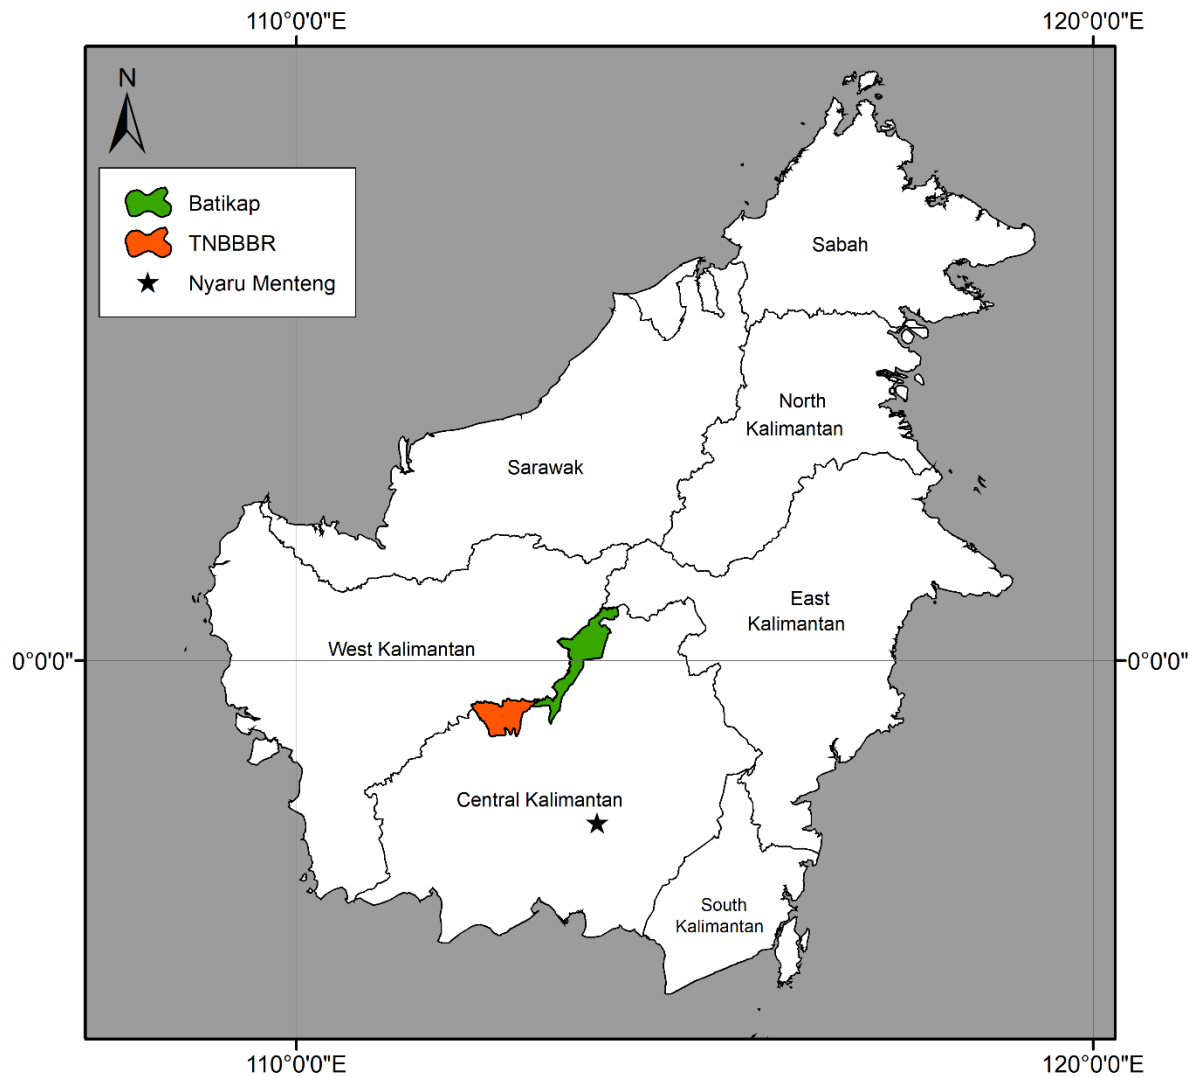 110°0'0"E
120°0'0"E
N
Batikap
TNBBBR
Nyaru Menteng
Sabah
North
Kalimantan
Sarawak
East
Kalimantan
West Kalimantan
0°0'0"
0°0'0"
Central Kalimantan
South
Kalimantan
110°0'0"E
120°0'0"E